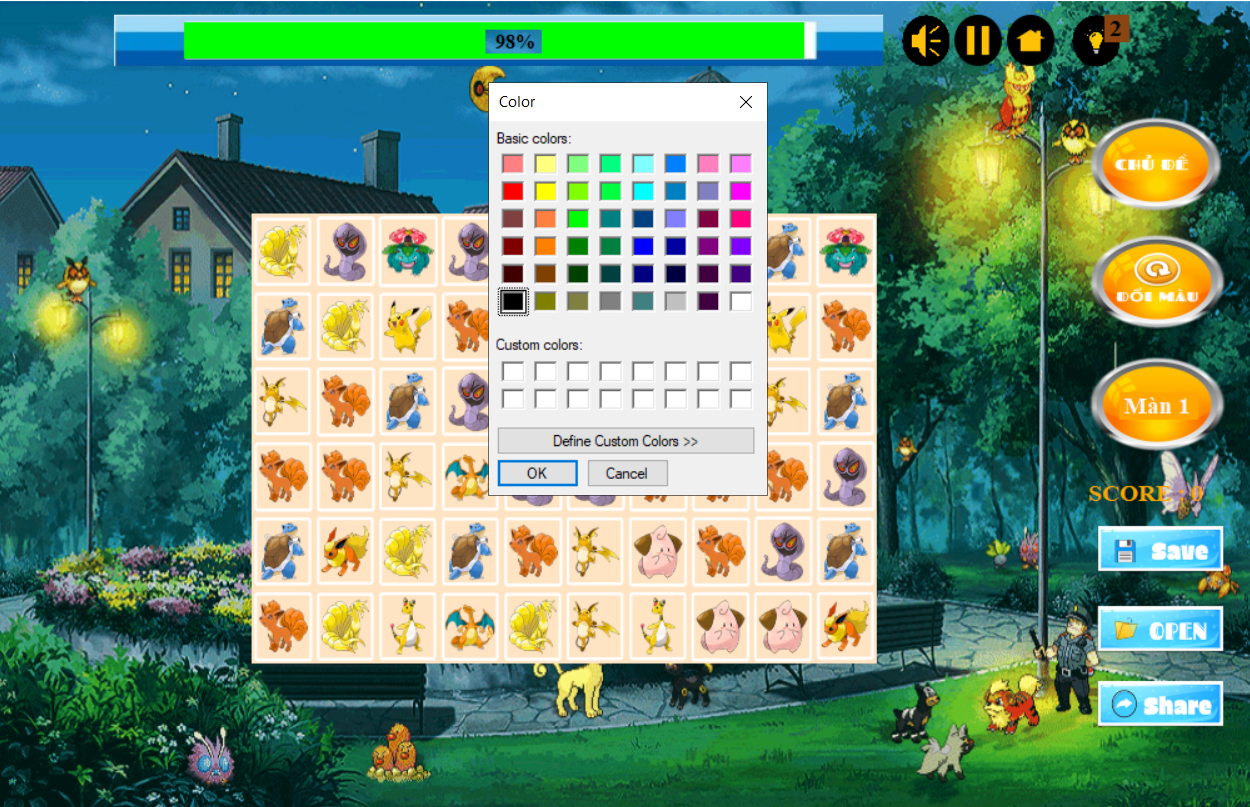 98%
2
Color
Basic colors:
Custom colors:
Define Custom Colors >>
OK
Cancel
CHỦ ĐỀ
ĐỔI MÀU
Màn 1
SCORE : 0
Save
OPEN
Share